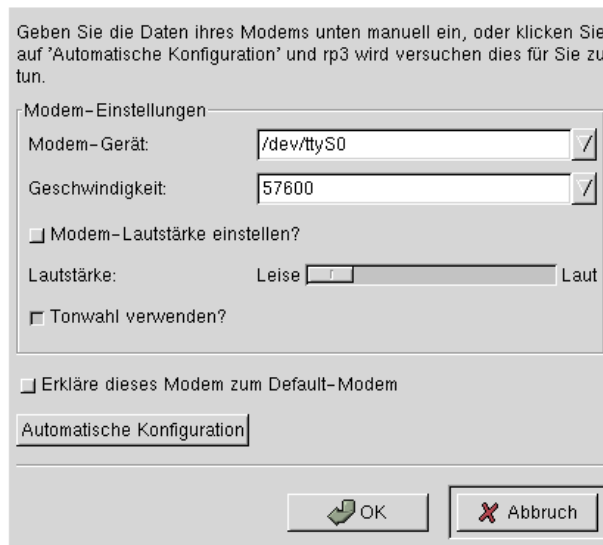 Geben Sie die Daten ihres Modems unten manuell ein, oder klicken Sie
auf 'Automatische Konfiguration' und rp3 wird versuchen dies für Sie zu
tun.
Modem-Einstellungen
Modem-Gerät: /dev/ttyS0
Geschwindigkeit: 57600
Modem-Lautstärke einstellen?
Lautstärke: Leise Laut
Tonwahl verwenden?
Erkläre dieses Modem zum Default-Modem
Automatische Konfiguration
OK Abbruch